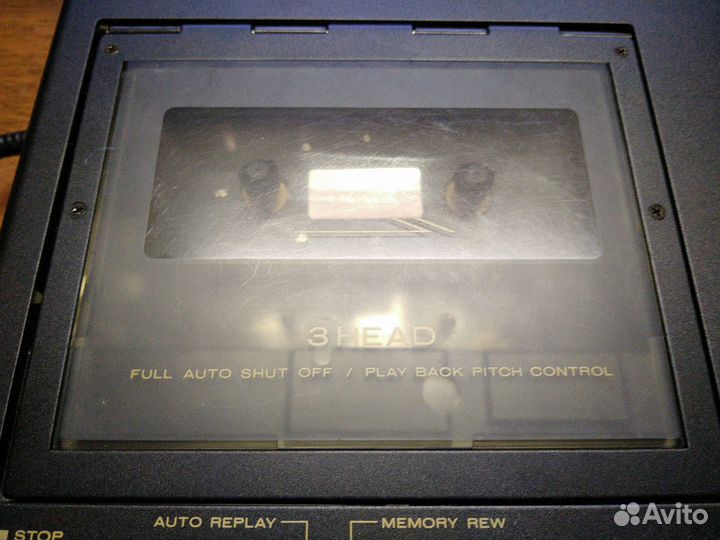 3 HEAD
FULL AUTO SHUT OFF / PLAY BACK PITCH CONTROL
AUTO REPLAY MEMORY REW
STOP
Avito